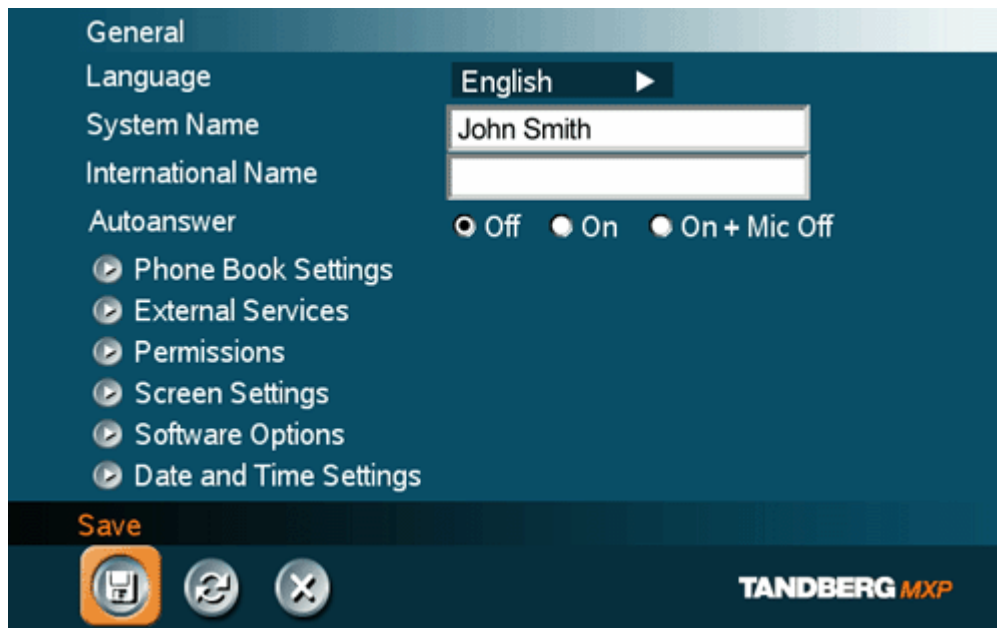 General
Language English
System Name John Smith
International Name
Autoanswer Off On On + Mic Off
Phone Book Settings
External Services
Permissions
Screen Settings
Software Options
Date and Time Settings
Save
TANDBERG MXP